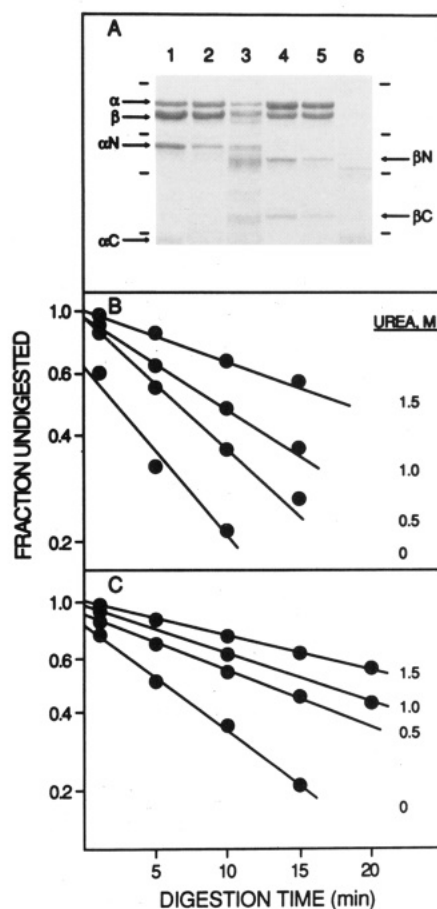 A
1 2 3 4 5 6
α
β
αN
βN
βC
αC
B
UREA, M
1.0
0.6
0.4
0.2
1.5
1.0
0.5
0
FRACTION UNDIGESTED
C
1.0
0.6
0.4
0.2
1.5
1.0
0.5
0
5 10 15 20
DIGESTION TIME (min)